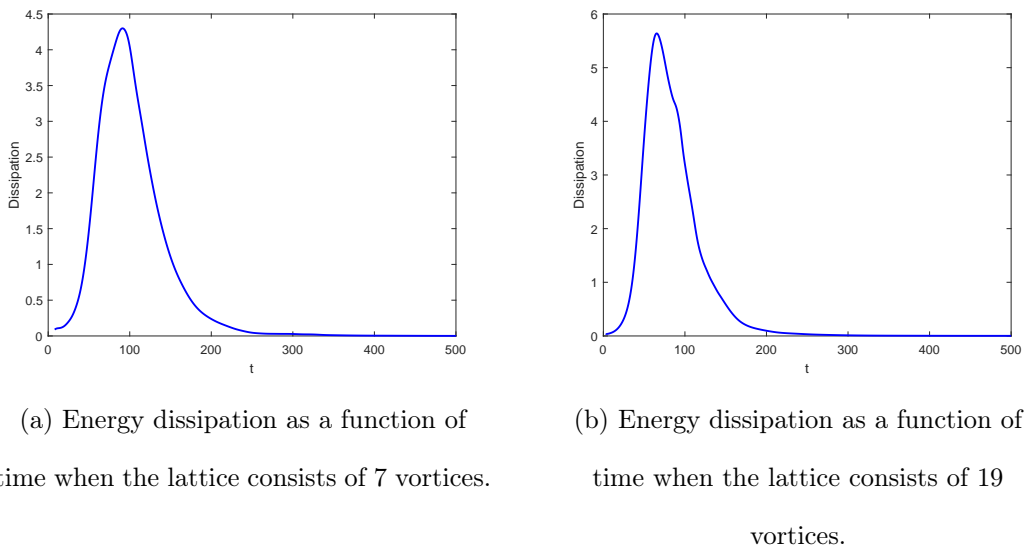 4.5
4
3.5
3
2.5
2
1.5
1
0.5
0
Dissipation
0 100 200 300 400 500
t
6
5
4
3
2
1
0
Dissipation
0 100 200 300 400 500
t
(a) Energy dissipation as a function of
time when the lattice consists of 7 vortices.
(b) Energy dissipation as a function of
time when the lattice consists of 19
vortices.